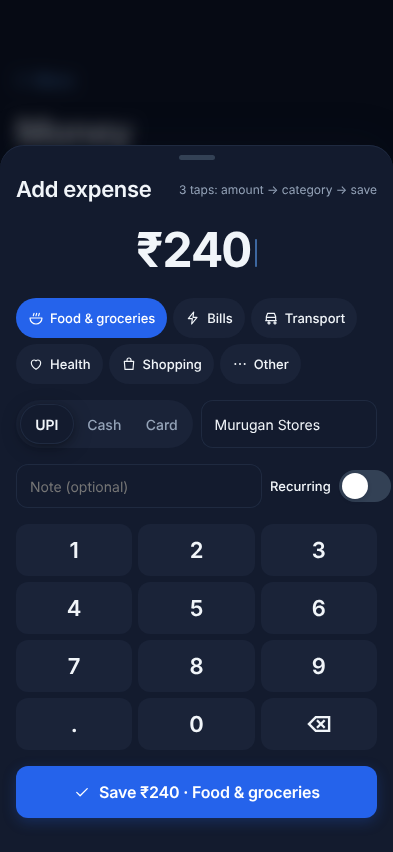 Money
Add expense
3 taps: amount → category → save
₹240
Food & groceries
Bills
Transport
Health
Shopping
··· Other
UPI
Cash
Card
Murugan Stores
Note (optional)
Recurring
1 2 3
4 5 6
7 8 9
. 0
Save ₹240 · Food & groceries